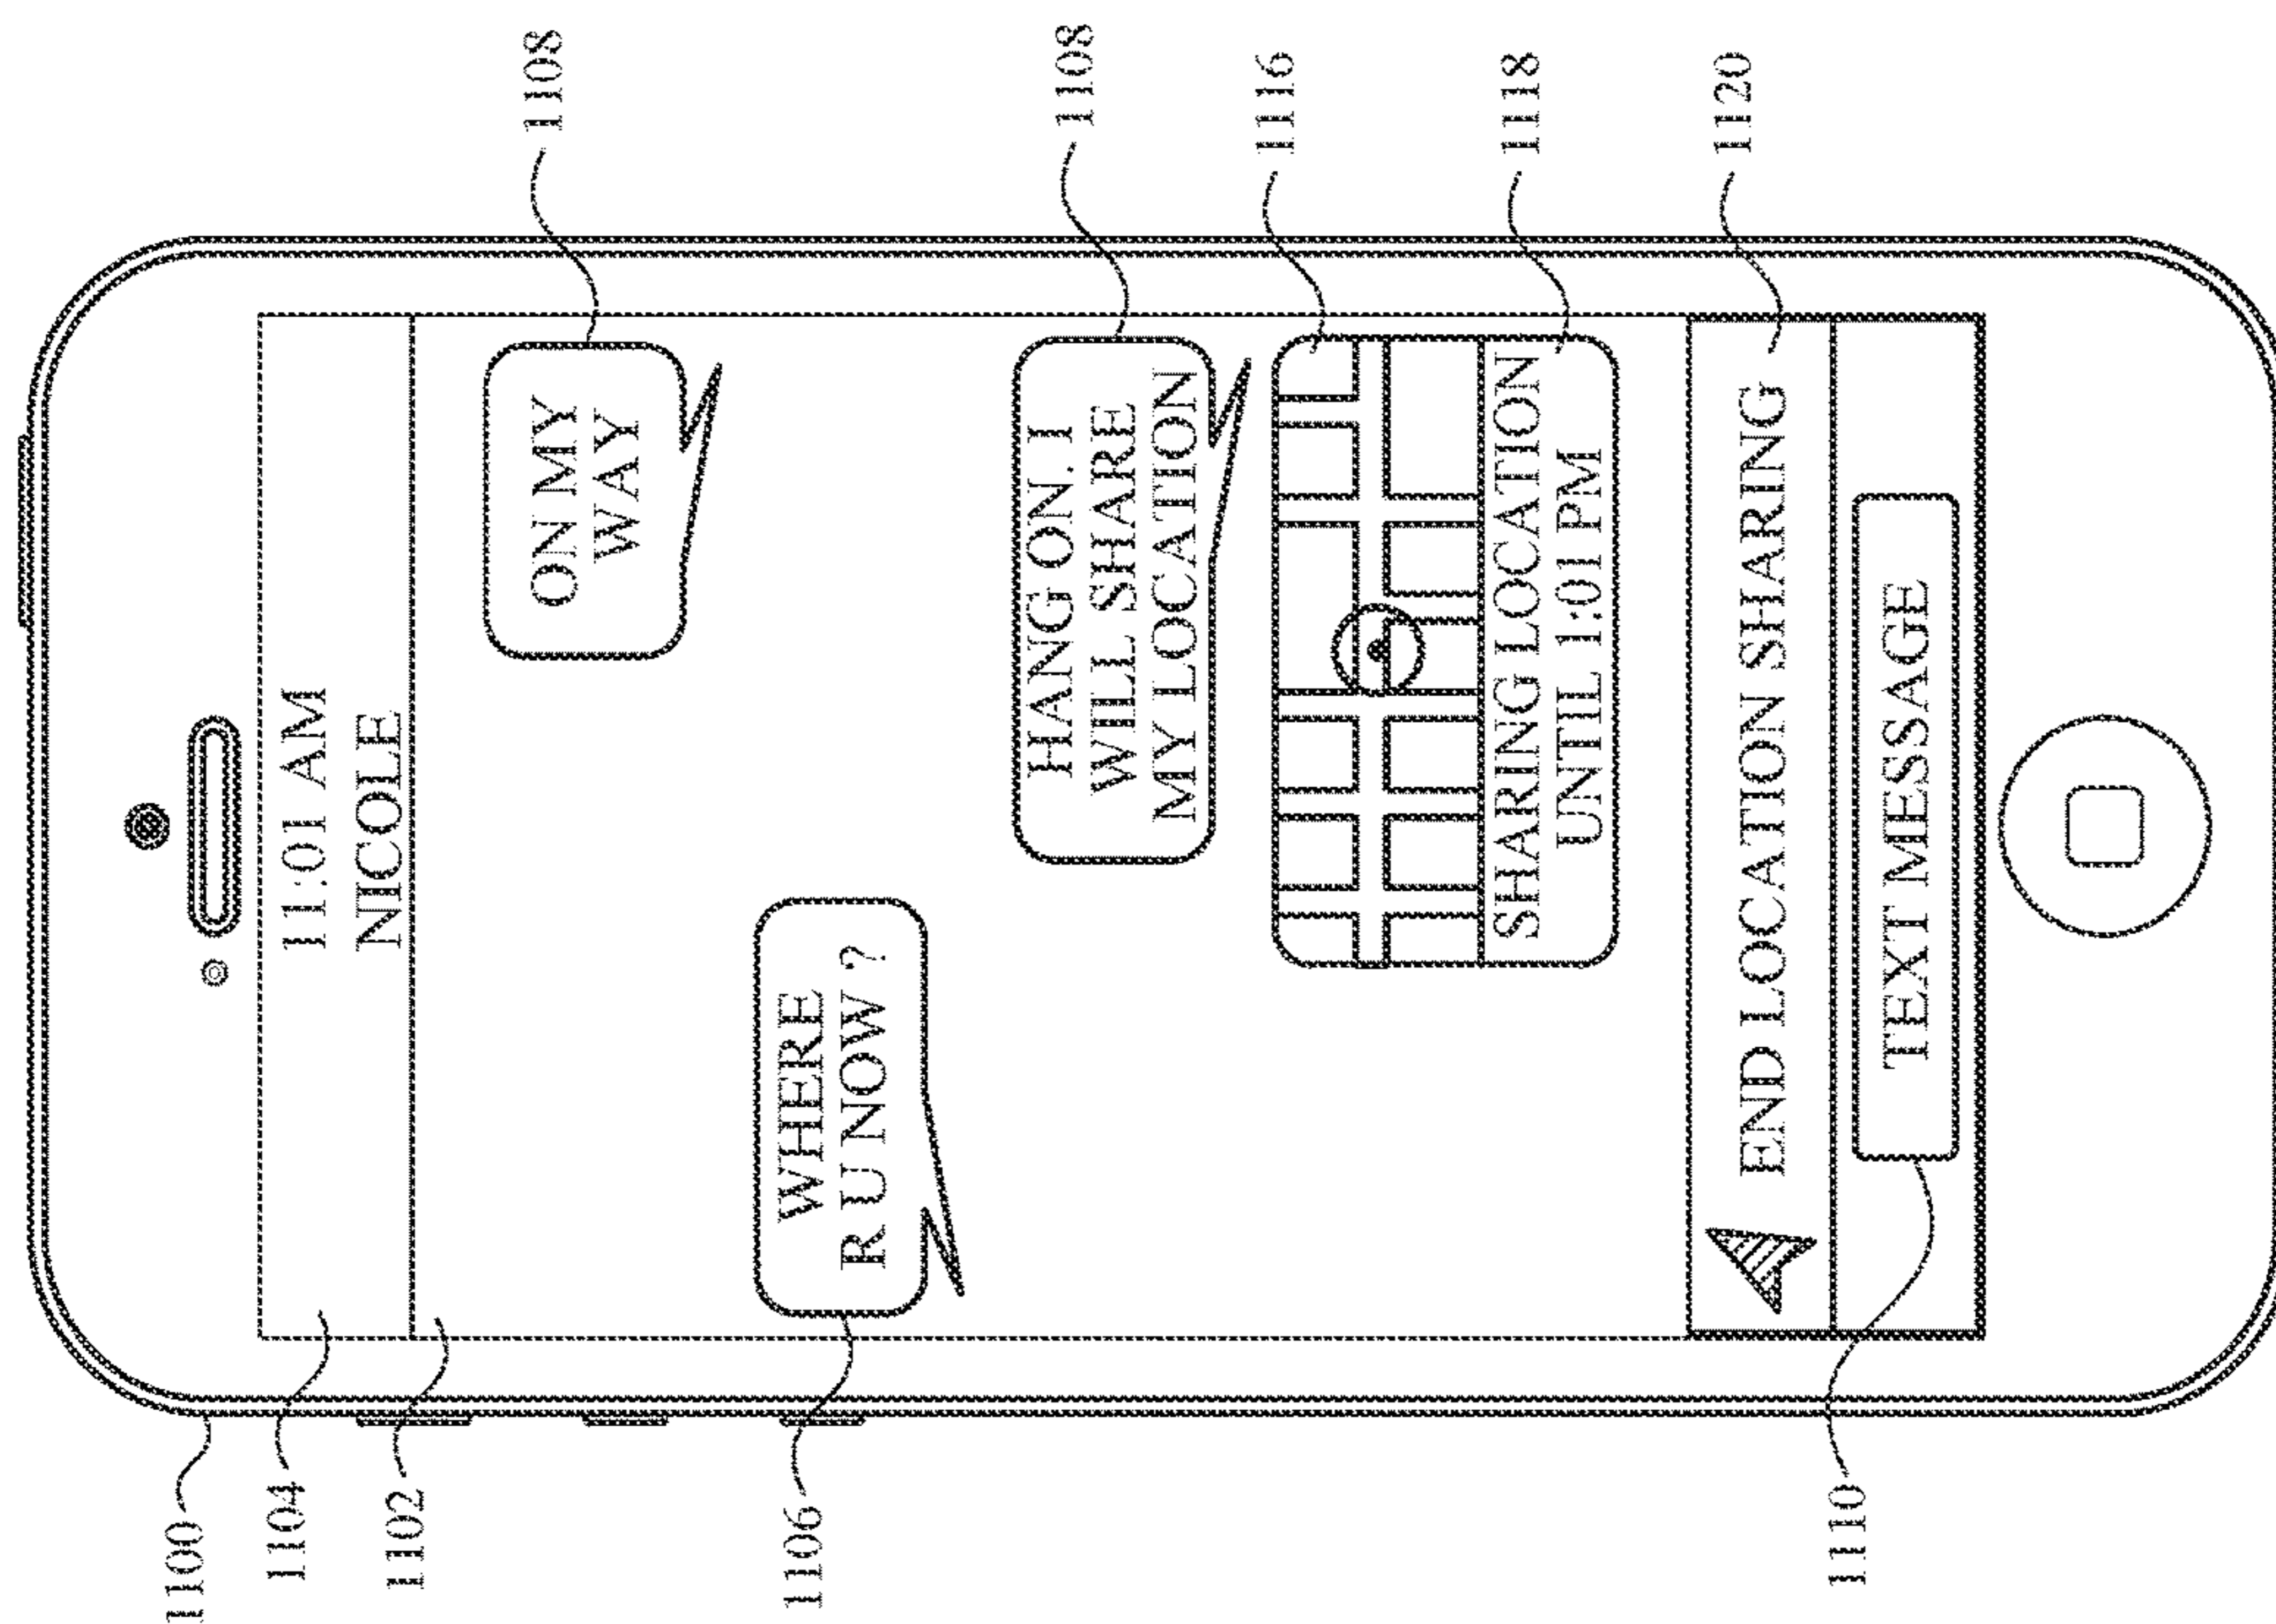 1100
1104
1102
11:01 AM
NICOLE
ON MY
WAY
1108
1106
WHERE
R U NOW ?
HANG ON. I
WILL SHARE
MY LOCATION
1108
1116
SHARING LOCATION
UNTIL 1:01 PM
1118
END LOCATION SHARING
1120
TEXT MESSAGE
1110